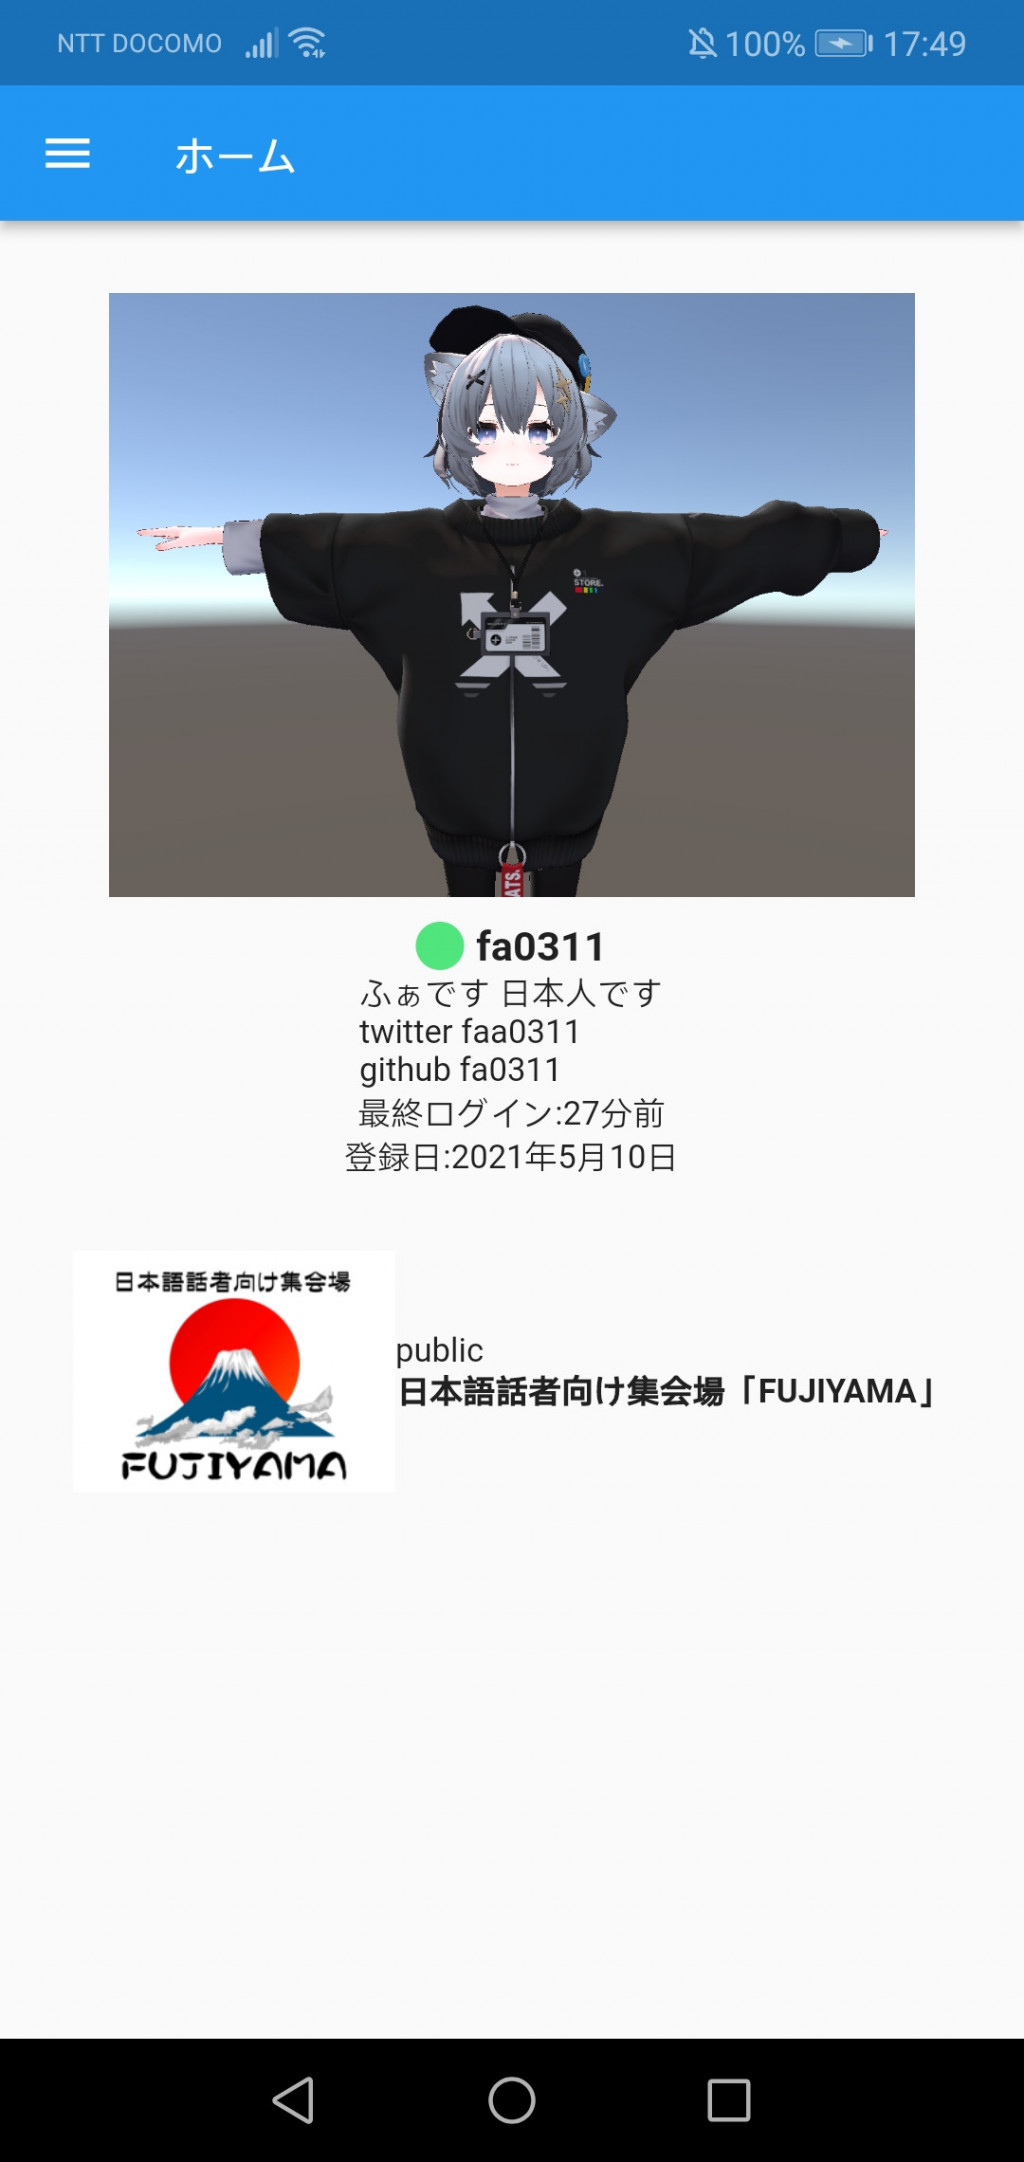 NTT DOCOMO 100% 17:49
ホーム
STORE.
ATS.
fa0311
ふぁです 日本人です
twitter faa0311
github fa0311
最終ログイン:27分前
登録日:2021年5月10日
日本語話者向け集会場
FUJIYAMA
public
日本語話者向け集会場「FUJIYAMA」